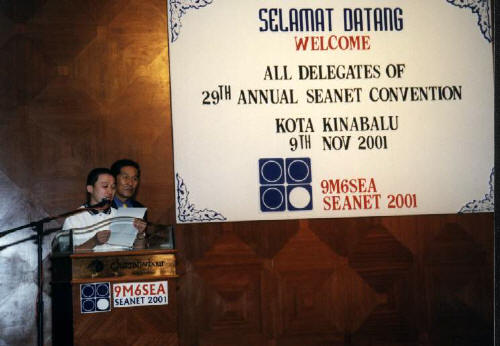 SELAMAT DATANG
WELCOME
ALL DELEGATES OF
29TH ANNUAL SEANET CONVENTION
KOTA KINABALU
9TH NOV 2001
9M6SEA
SEANET 2001
9M6SEA
SEANET 2001